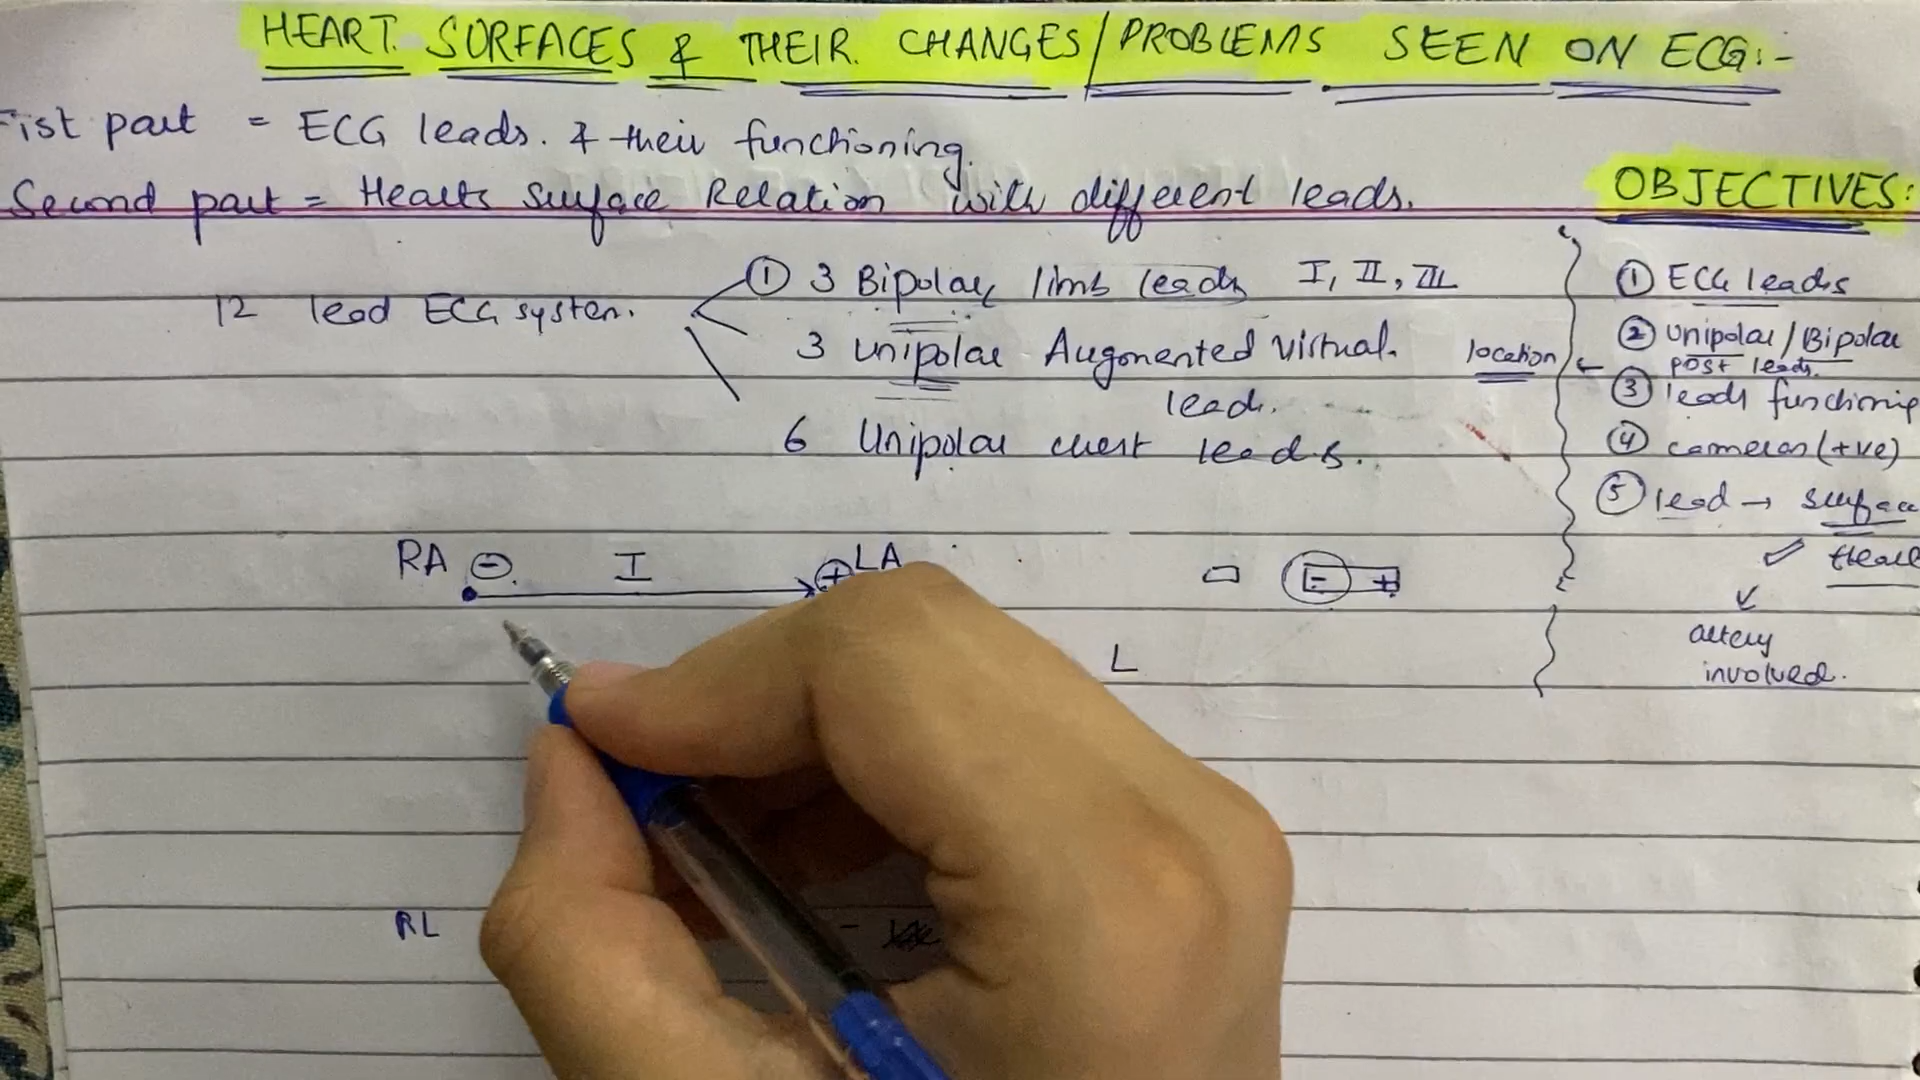 HEART SURFACES & THEIR CHANGES/PROBLEMS SEEN ON ECG:-
Fist part = ECG leads. & their functioning.
Second part = Hearts Surface Relation with different leads.
12 lead ECG system.
① 3 Bipolar limb leads I, II, III
3 unipolar Augmented virtual
lead.
6 Unipolar chest leads.
location
OBJECTIVES:
① ECG leads
② Unipolar/Bipolar
post leads.
③ leads functioning
④ cameras (+ve)
⑤ lead → surface
Heart
artery
involved.
RA ⊖ I ⊕ LA
- +
L
RL